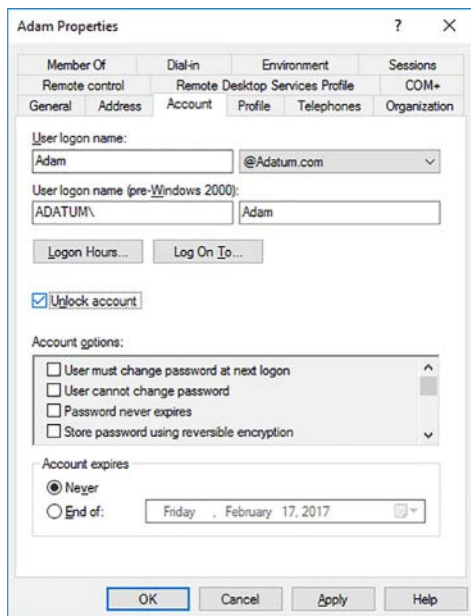 Adam Properties
Member Of Dial-in Environment Sessions
Remote control Remote Desktop Services Profile COM+
General Address Account Profile Telephones Organization
User logon name:
Adam @Adatum.com
User logon name (pre-Windows 2000):
ADATUM\ Adam
Logon Hours... Log On To...
Unlock account
Account options:
User must change password at next logon
User cannot change password
Password never expires
Store password using reversible encryption
Account expires
Never
End of: Friday , February 17, 2017
OK Cancel Apply Help